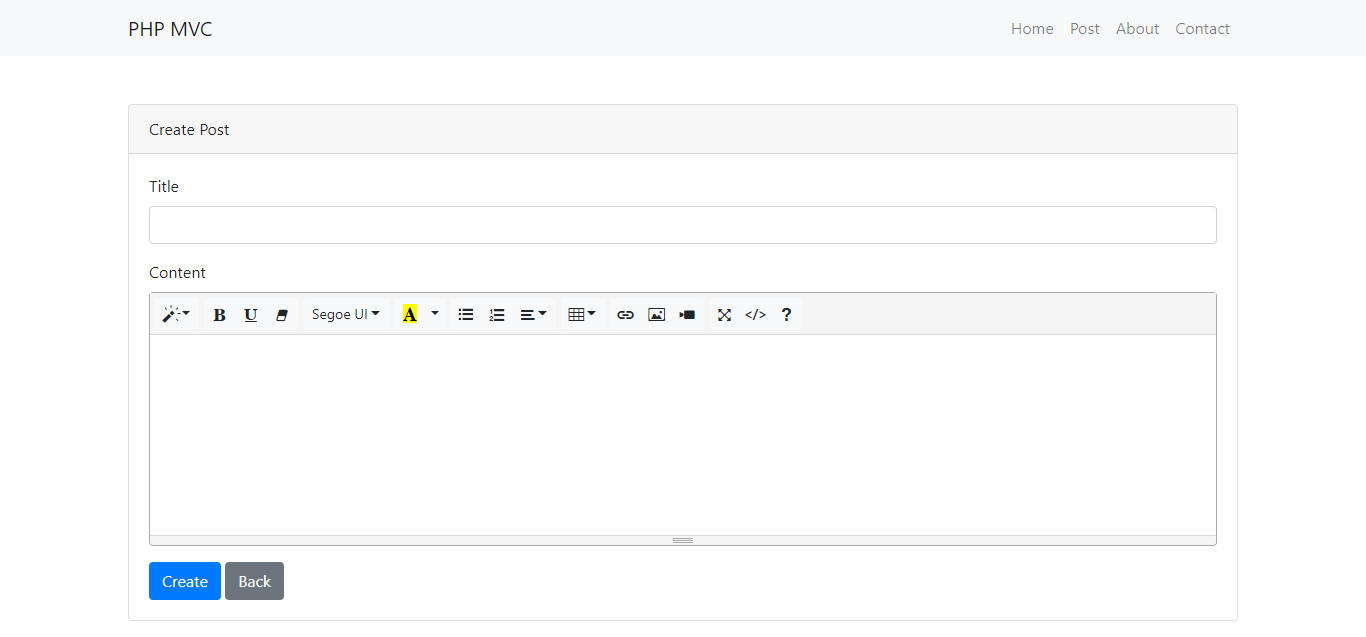 PHP MVC Home Post About Contact
Create Post
Title
Content
B U Segoe UI A </> ?
Create Back